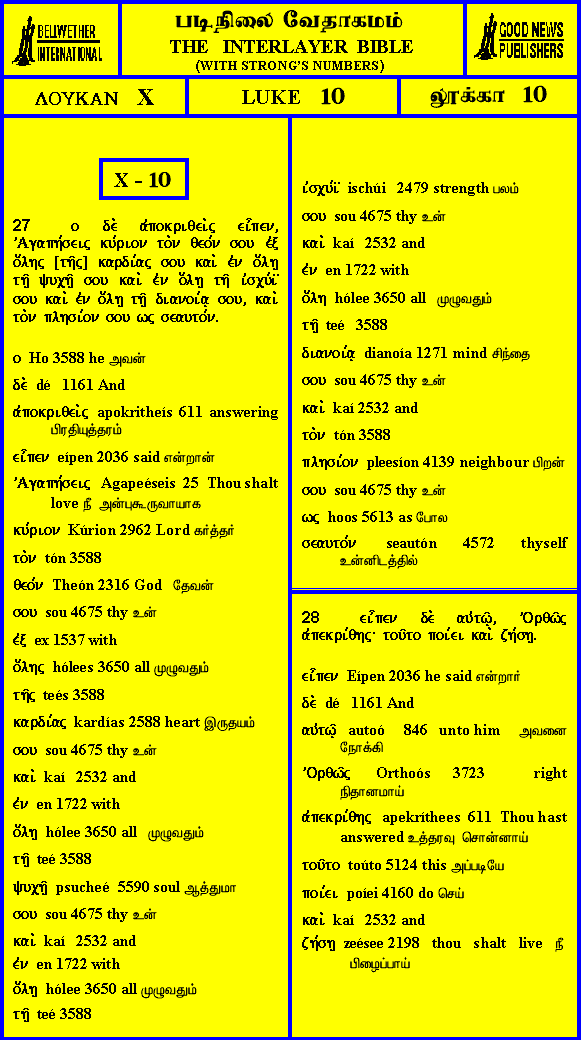 BELLWETHER
INTERNATIONAL
படிநிலை வேதாகமம்
THE INTERLAYER BIBLE
(WITH STRONG'S NUMBERS)
GOOD NEWS
PUBLISHERS
ΛΟΥΚΑΝ X
LUKE 10
லூக்கா 10
X - 10
27 ο δὲ ἀποκριθεὶς εἶπεν,
Ἀγαπήσεις κύριον τὸν θεόν σου ἐξ
ὅλης [τῆς] καρδίας σου καὶ ἐν ὅλῃ
τῇ ψυχῇ σου καὶ ἐν ὅλῃ τῇ ἰσχύϊ
σου καὶ ἐν ὅλῃ τῇ διανοίᾳ σου, καὶ
τὸν πλησίον σου ως σεαυτόν.
ο Ho 3588 he அவன்
δὲ dé 1161 And
ἀποκριθεὶς apokritheís 611 answering
பிரதியுத்தரம்
εἶπεν eípen 2036 said என்றான்
Ἀγαπήσεις Agapeéseis 25 Thou shalt
love நீ அன்புகூருவாயாக
κύριον Kúrion 2962 Lord கர்த்தர்
τὸν tón 3588
θεόν Theón 2316 God தேவன்
σου sou 4675 thy உன்
ἐξ ex 1537 with
ὅλης hólees 3650 all முழுவதும்
τῆς teés 3588
καρδίας kardías 2588 heart இருதயம்
σου sou 4675 thy உன்
καὶ kaí 2532 and
ἐν en 1722 with
ὅλῃ hólee 3650 all முழுவதும்
τῇ teé 3588
ψυχῇ psucheé 5590 soul ஆத்துமா
σου sou 4675 thy உன்
καὶ kaí 2532 and
ἐν en 1722 with
ὅλῃ hólee 3650 all முழுவதும்
τῇ teé 3588
ἰσχύϊ ischúi 2479 strength பலம்
σου sou 4675 thy உன்
καὶ kaí 2532 and
ἐν en 1722 with
ὅλῃ hólee 3650 all முழுவதும்
τῇ teé 3588
διανοίᾳ dianoía 1271 mind சிந்தை
σου sou 4675 thy உன்
καὶ kaí 2532 and
τὸν tón 3588
πλησίον pleesíon 4139 neighbour பிறன்
σου sou 4675 thy உன்
ως hoos 5613 as போல
σεαυτόν seautón 4572 thyself
உன்னிடத்தில்
28 εἶπεν δὲ αὐτῷ, Ὀρθῶς
ἀπεκρίθης· τοῦτο ποίει καὶ ζήσῃ.
εἶπεν Eípen 2036 he said என்றார்
δὲ dé 1161 And
αὐτῷ autoó 846 unto him அவனை
நோக்கி
Ὀρθῶς Orthoós 3723 right
நிதானமாய்
ἀπεκρίθης apekríthees 611 Thou hast
answered உத்தரவு சொன்னாய்
τοῦτο toúto 5124 this அப்படியே
ποίει poíei 4160 do செய்
καὶ kaí 2532 and
ζήσῃ zeésee 2198 thou shalt live நீ
பிழைப்பாய்